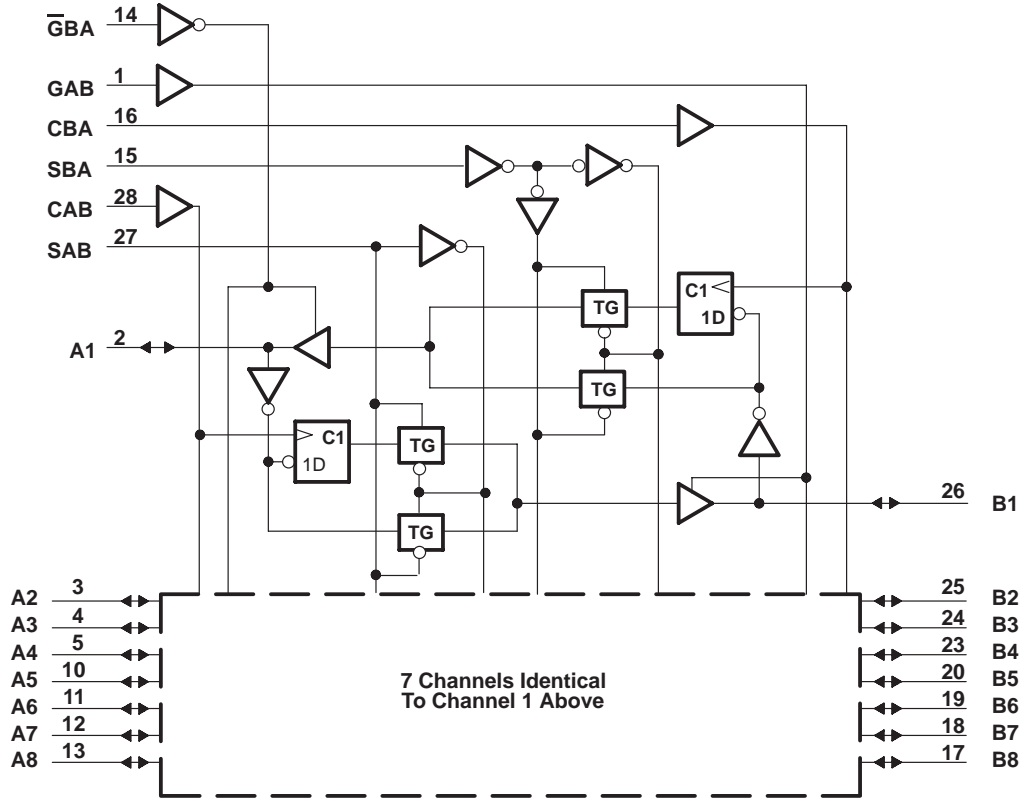 G̅BA 14
GAB 1
CBA 16
SBA 15
CAB 28
SAB 27
TG
C1
1D
A1 2
TG
C1
1D
TG
26 B1
TG
A2 3
25 B2
A3 4
24 B3
A4 5
23 B4
A5 10
20 B5
A6 11
19 B6
A7 12
18 B7
A8 13
17 B8
7 Channels Identical
To Channel 1 Above